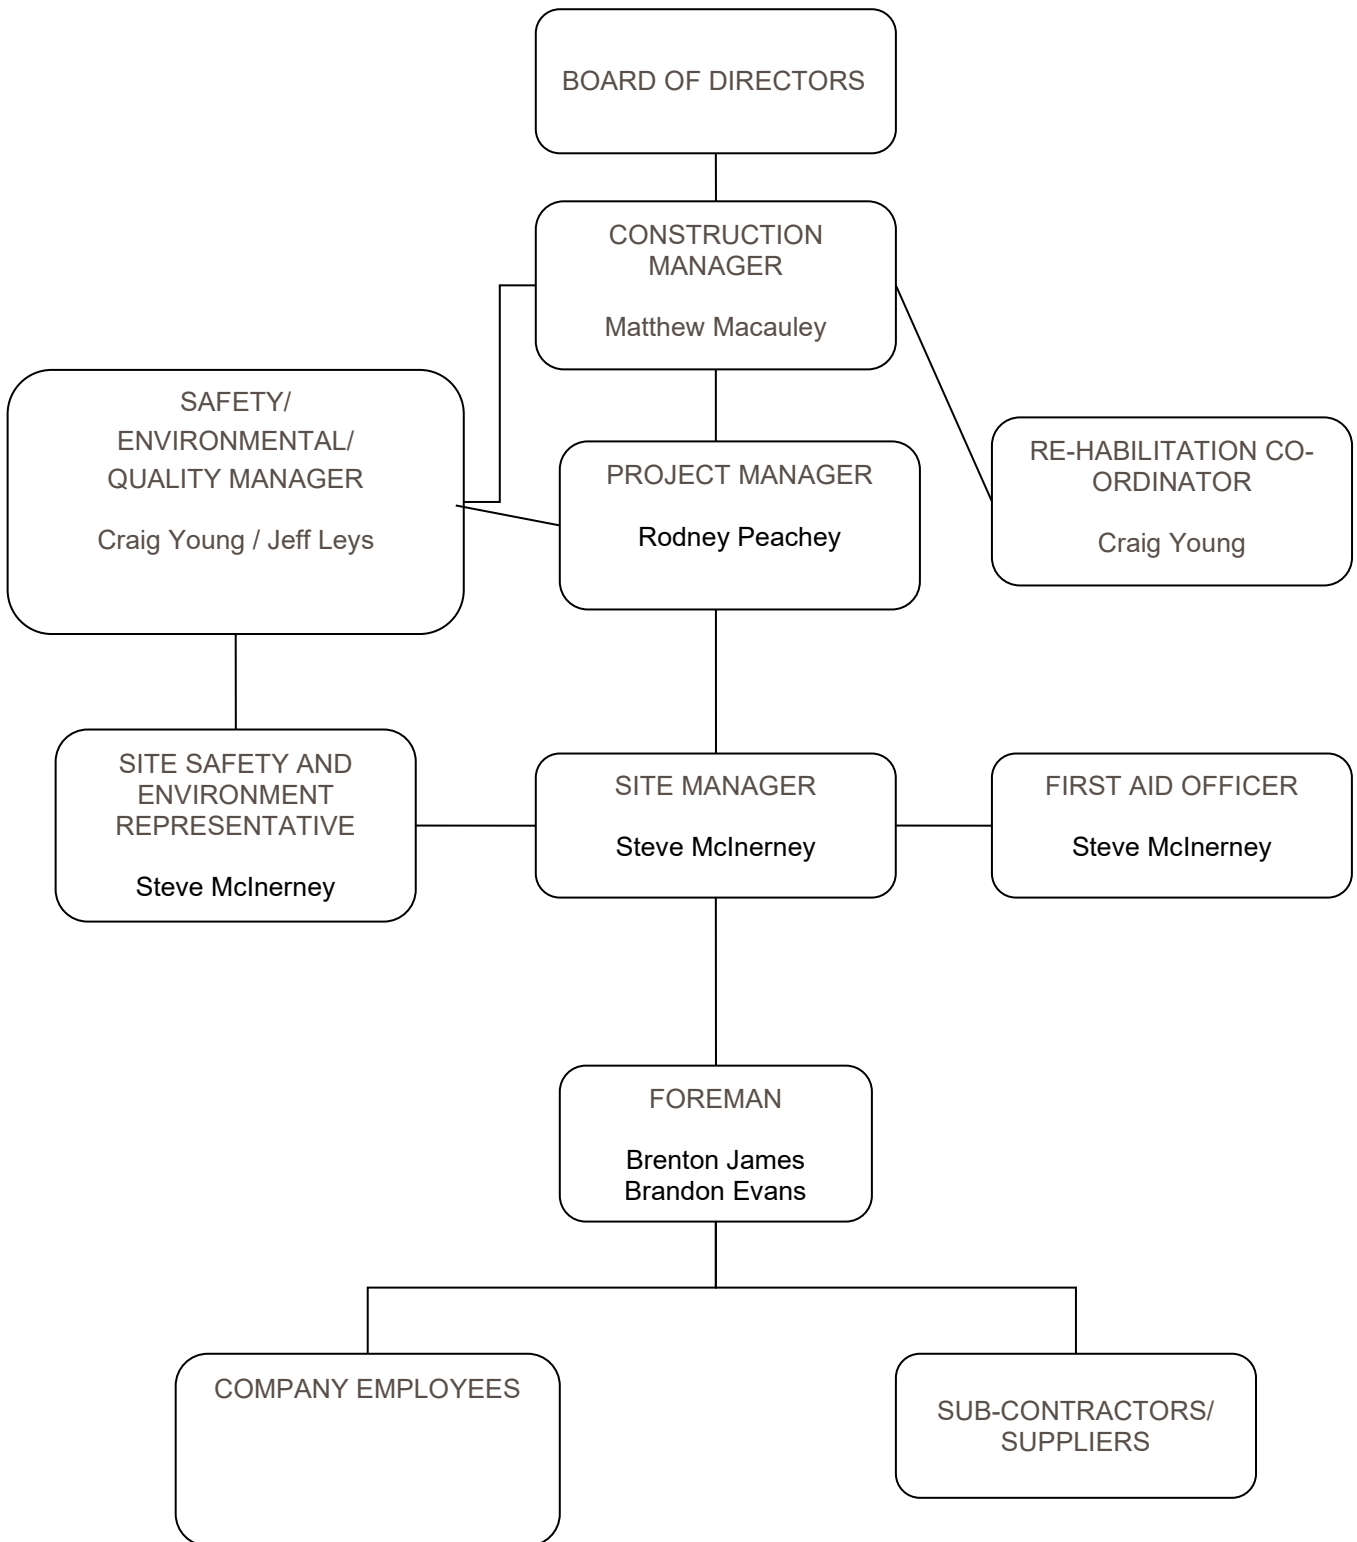 BOARD OF DIRECTORS
CONSTRUCTION
MANAGER
Matthew Macauley
SAFETY/
ENVIRONMENTAL/
QUALITY MANAGER
Craig Young / Jeff Leys
PROJECT MANAGER
Rodney Peachey
RE-HABILITATION CO-
ORDINATOR
Craig Young
SITE SAFETY AND
ENVIRONMENT
REPRESENTATIVE
Steve McInerney
SITE MANAGER
Steve McInerney
FIRST AID OFFICER
Steve McInerney
FOREMAN
Brenton James
Brandon Evans
COMPANY EMPLOYEES
SUB-CONTRACTORS/
SUPPLIERS